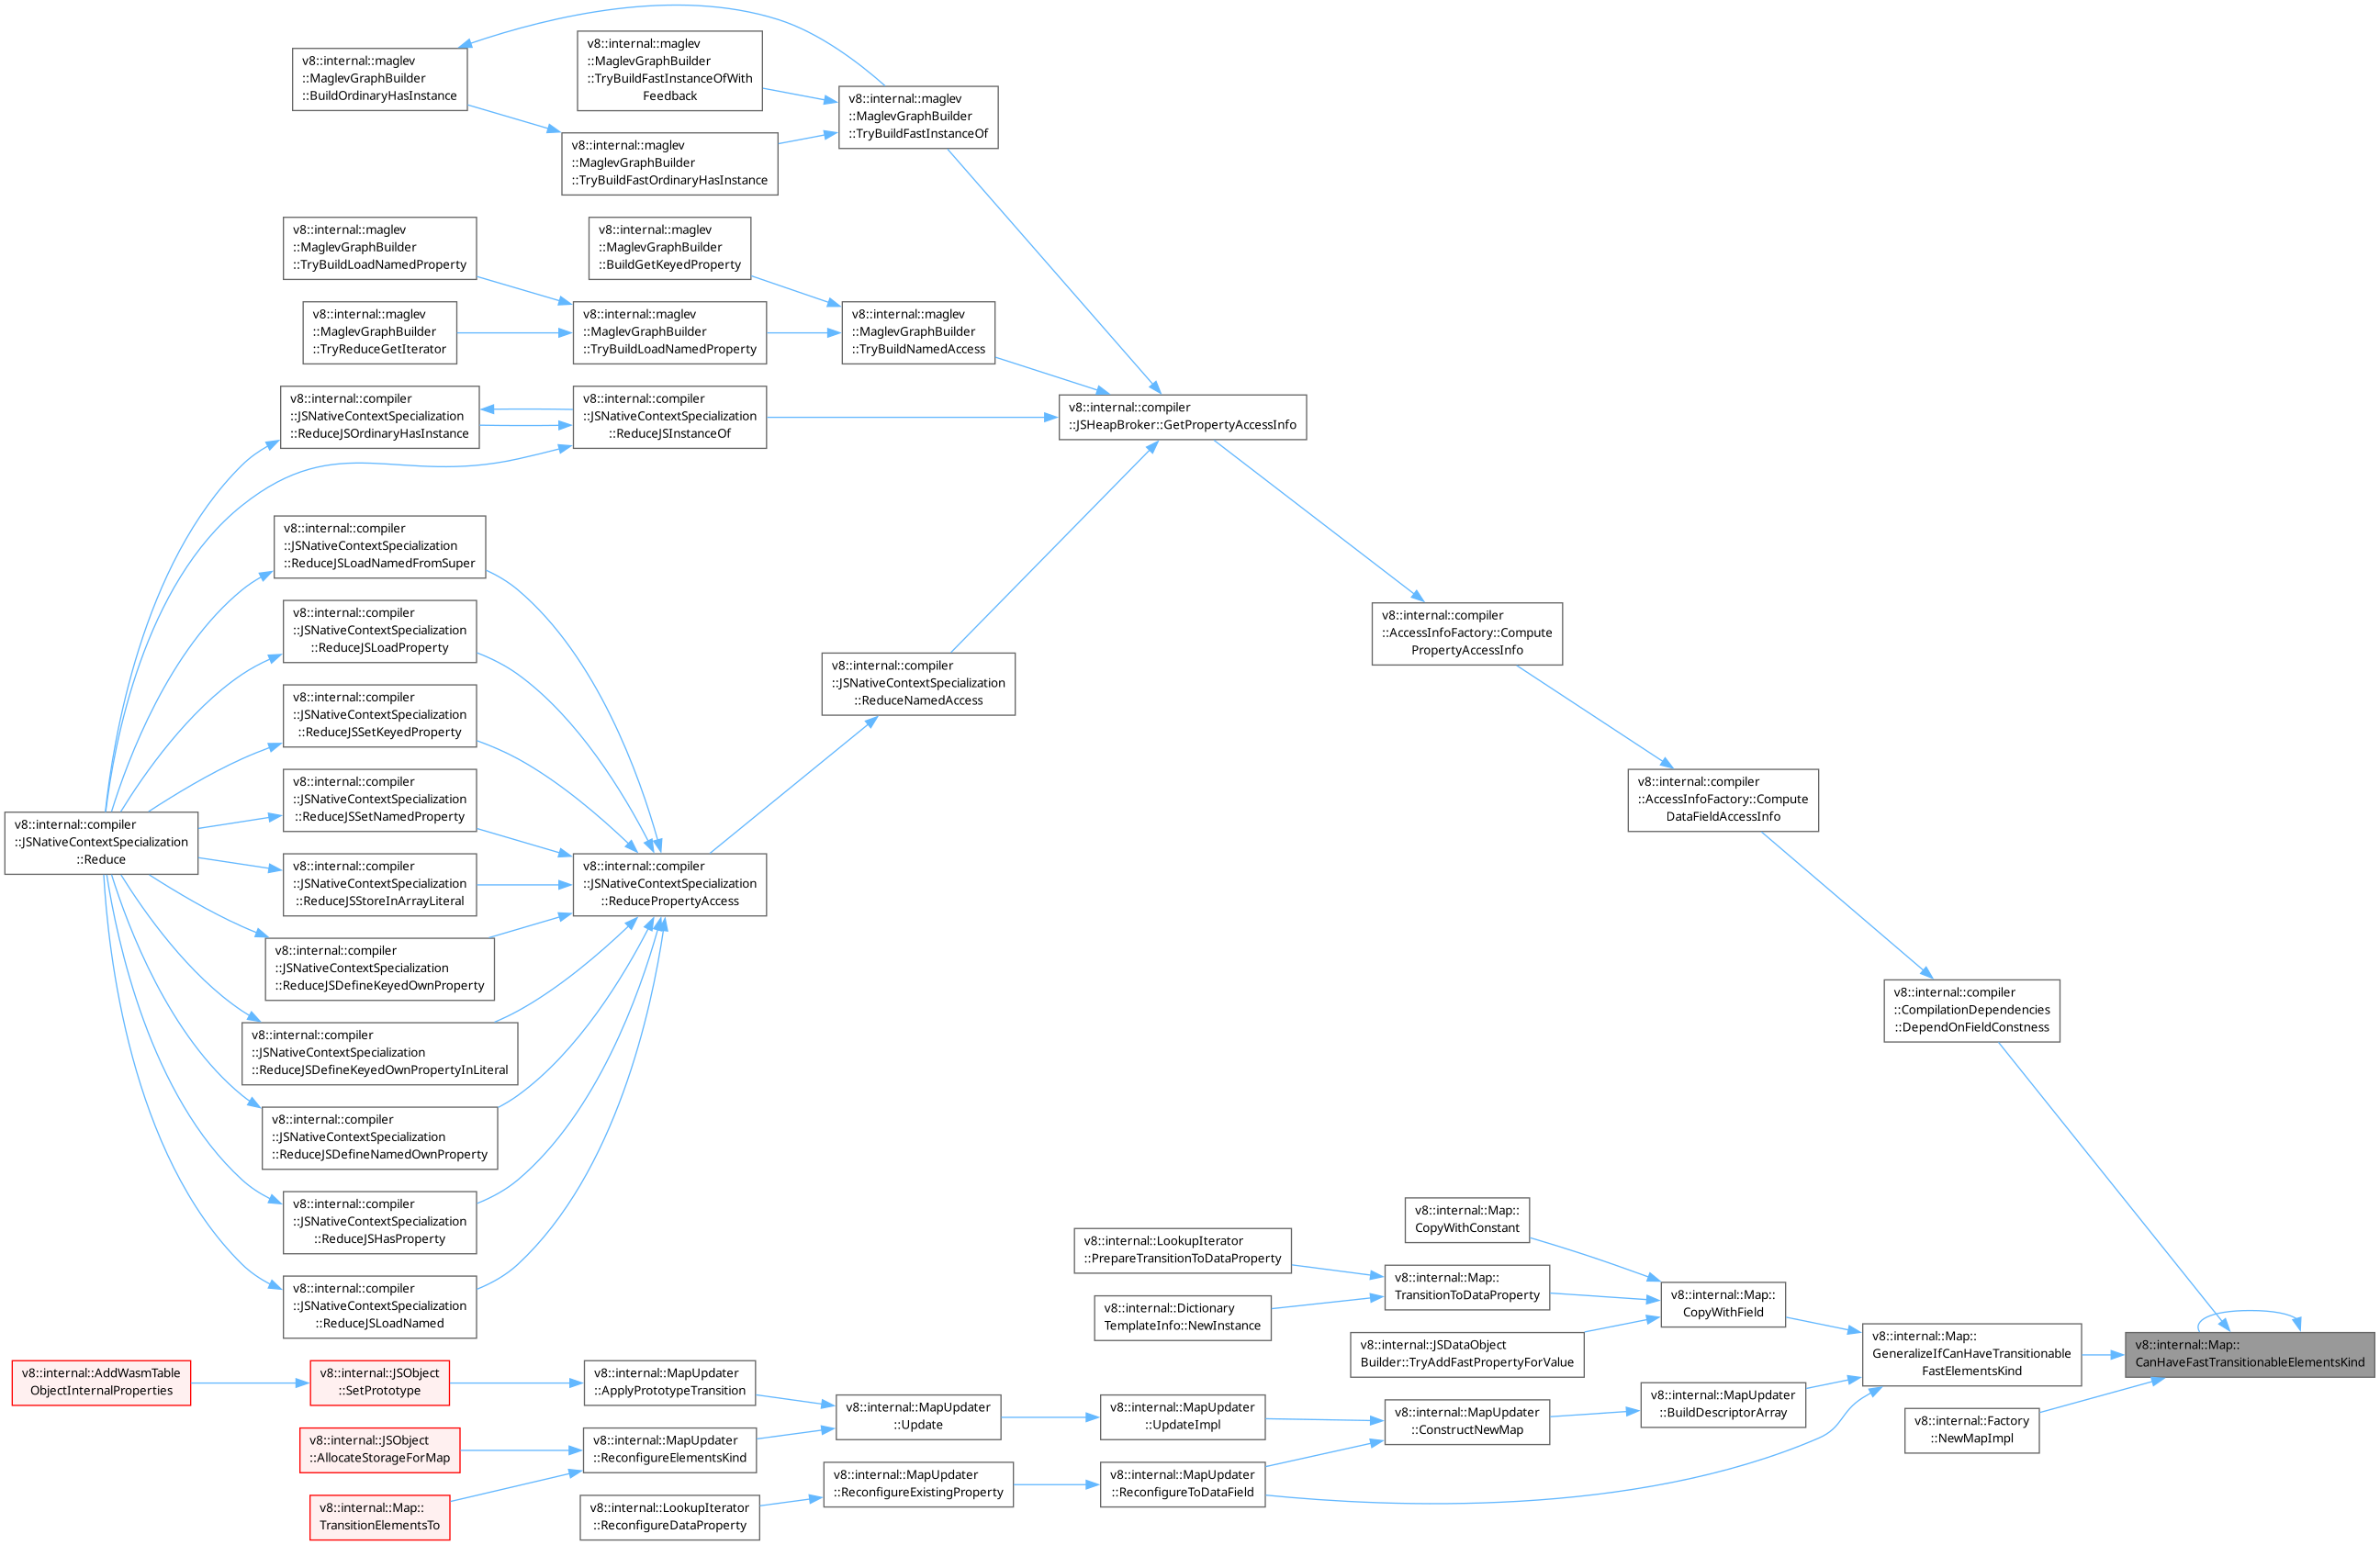 v8::internal::maglev
::MaglevGraphBuilder
::BuildOrdinaryHasInstance
v8::internal::maglev
::MaglevGraphBuilder
::TryBuildFastInstanceOfWith
Feedback
v8::internal::maglev
::MaglevGraphBuilder
::TryBuildFastInstanceOf
v8::internal::maglev
::MaglevGraphBuilder
::TryBuildFastOrdinaryHasInstance
v8::internal::maglev
::MaglevGraphBuilder
::TryBuildLoadNamedProperty
v8::internal::maglev
::MaglevGraphBuilder
::BuildGetKeyedProperty
v8::internal::maglev
::MaglevGraphBuilder
::TryReduceGetIterator
v8::internal::maglev
::MaglevGraphBuilder
::TryBuildLoadNamedProperty
v8::internal::maglev
::MaglevGraphBuilder
::TryBuildNamedAccess
v8::internal::compiler
::JSNativeContextSpecialization
::ReduceJSOrdinaryHasInstance
v8::internal::compiler
::JSNativeContextSpecialization
::ReduceJSInstanceOf
v8::internal::compiler
::JSHeapBroker::GetPropertyAccessInfo
v8::internal::compiler
::JSNativeContextSpecialization
::ReduceJSLoadNamedFromSuper
v8::internal::compiler
::JSNativeContextSpecialization
::ReduceJSLoadProperty
v8::internal::compiler
::AccessInfoFactory::Compute
PropertyAccessInfo
v8::internal::compiler
::JSNativeContextSpecialization
::ReduceNamedAccess
v8::internal::compiler
::JSNativeContextSpecialization
::ReduceJSSetKeyedProperty
v8::internal::compiler
::JSNativeContextSpecialization
::ReduceJSSetNamedProperty
v8::internal::compiler
::AccessInfoFactory::Compute
DataFieldAccessInfo
v8::internal::compiler
::JSNativeContextSpecialization
::Reduce
v8::internal::compiler
::JSNativeContextSpecialization
::ReduceJSStoreInArrayLiteral
v8::internal::compiler
::JSNativeContextSpecialization
::ReducePropertyAccess
v8::internal::compiler
::JSNativeContextSpecialization
::ReduceJSDefineKeyedOwnProperty
v8::internal::compiler
::CompilationDependencies
::DependOnFieldConstness
v8::internal::compiler
::JSNativeContextSpecialization
::ReduceJSDefineKeyedOwnPropertyInLiteral
v8::internal::compiler
::JSNativeContextSpecialization
::ReduceJSDefineNamedOwnProperty
v8::internal::compiler
::JSNativeContextSpecialization
::ReduceJSHasProperty
v8::internal::compiler
::JSNativeContextSpecialization
::ReduceJSLoadNamed
v8::internal::Map::
CopyWithConstant
v8::internal::LookupIterator
::PrepareTransitionToDataProperty
v8::internal::Map::
TransitionToDataProperty
v8::internal::Dictionary
TemplateInfo::NewInstance
v8::internal::Map::
CopyWithField
v8::internal::JSDataObject
Builder::TryAddFastPropertyForValue
v8::internal::Map::
GeneralizeIfCanHaveTransitionable
FastElementsKind
v8::internal::Map::
CanHaveFastTransitionableElementsKind
v8::internal::AddWasmTable
ObjectInternalProperties
v8::internal::JSObject
::SetPrototype
v8::internal::MapUpdater
::ApplyPrototypeTransition
v8::internal::MapUpdater
::Update
v8::internal::MapUpdater
::UpdateImpl
v8::internal::MapUpdater
::ConstructNewMap
v8::internal::MapUpdater
::BuildDescriptorArray
v8::internal::Factory
::NewMapImpl
v8::internal::JSObject
::AllocateStorageForMap
v8::internal::MapUpdater
::ReconfigureElementsKind
v8::internal::MapUpdater
::ReconfigureExistingProperty
v8::internal::MapUpdater
::ReconfigureToDataField
v8::internal::Map::
TransitionElementsTo
v8::internal::LookupIterator
::ReconfigureDataProperty